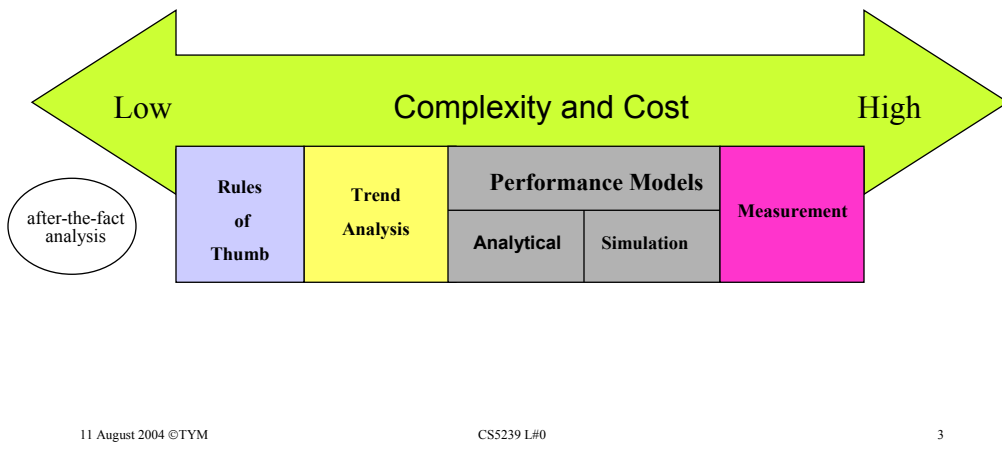 Low Complexity and Cost High
after-the-fact
analysis
Rules
of
Thumb
Trend
Analysis
Performance Models
Analytical
Simulation
Measurement
11 August 2004 ©TYM CS5239 L#0 3